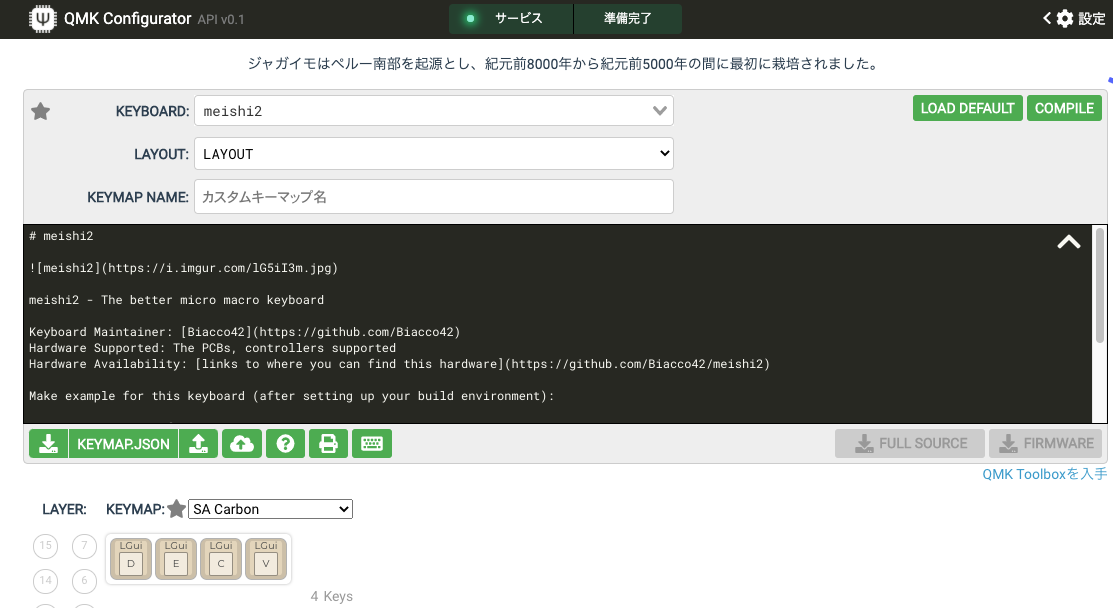 QMK Configurator API v0.1
サービス
準備完了
設定
ジャガイモはペルー南部を起源とし、紀元前8000年から紀元前5000年の間に最初に栽培されました。
KEYBOARD: meishi2
LOAD DEFAULT
COMPILE
LAYOUT: LAYOUT
KEYMAP NAME: カスタムキーマップ名
# meishi2
![meishi2](https://i.imgur.com/lG5iI3m.jpg)
meishi2 - The better micro macro keyboard
Keyboard Maintainer: [Biacco42](https://github.com/Biacco42)
Hardware Supported: The PCBs, controllers supported
Hardware Availability: [links to where you can find this hardware](https://github.com/Biacco42/meishi2)
Make example for this keyboard (after setting up your build environment):
KEYMAP.JSON
FULL SOURCE
FIRMWARE
QMK Toolboxを入手
LAYER:
KEYMAP: SA Carbon
15 7
LGui LGui LGui LGui
D E C V
14 6
4 Keys